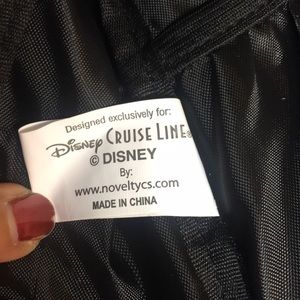 Designed exclusively for:
Disney CRUISE LINE®
© DISNEY
By:
www.noveltycs.com
MADE IN CHINA